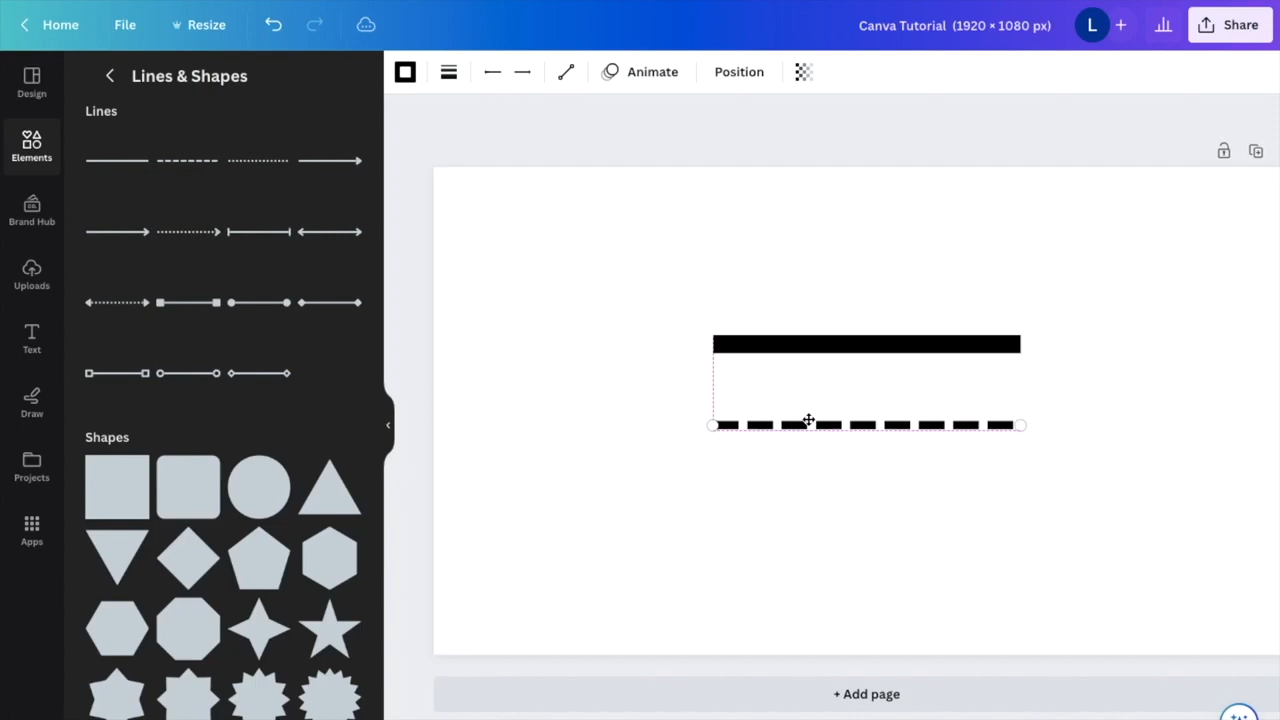 Home File Resize Canva Tutorial (1920 × 1080 px) L + Share
Design
Elements
Brand Hub
Uploads
Text
Draw
Projects
Apps
Lines & Shapes
Lines
Shapes
Animate Position
+ Add page